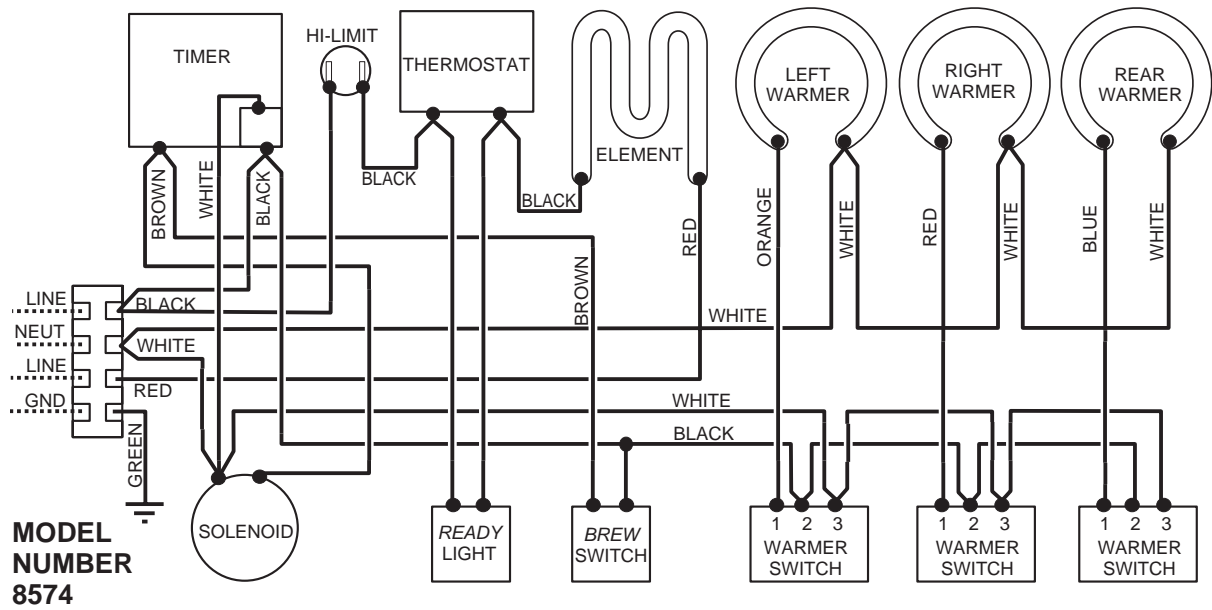 TIMER
HI-LIMIT
THERMOSTAT
ELEMENT
LEFT
WARMER
RIGHT
WARMER
REAR
WARMER
BROWN
WHITE
BLACK
BLACK
BLACK
RED
ORANGE
WHITE
RED
WHITE
BLUE
WHITE
LINE
NEUT
LINE
GND
BLACK
WHITE
RED
GREEN
BROWN
WHITE
WHITE
BLACK
SOLENOID
READY
LIGHT
BREW
SWITCH
1 2 3
WARMER
SWITCH
1 2 3
WARMER
SWITCH
1 2 3
WARMER
SWITCH
MODEL
NUMBER
8574